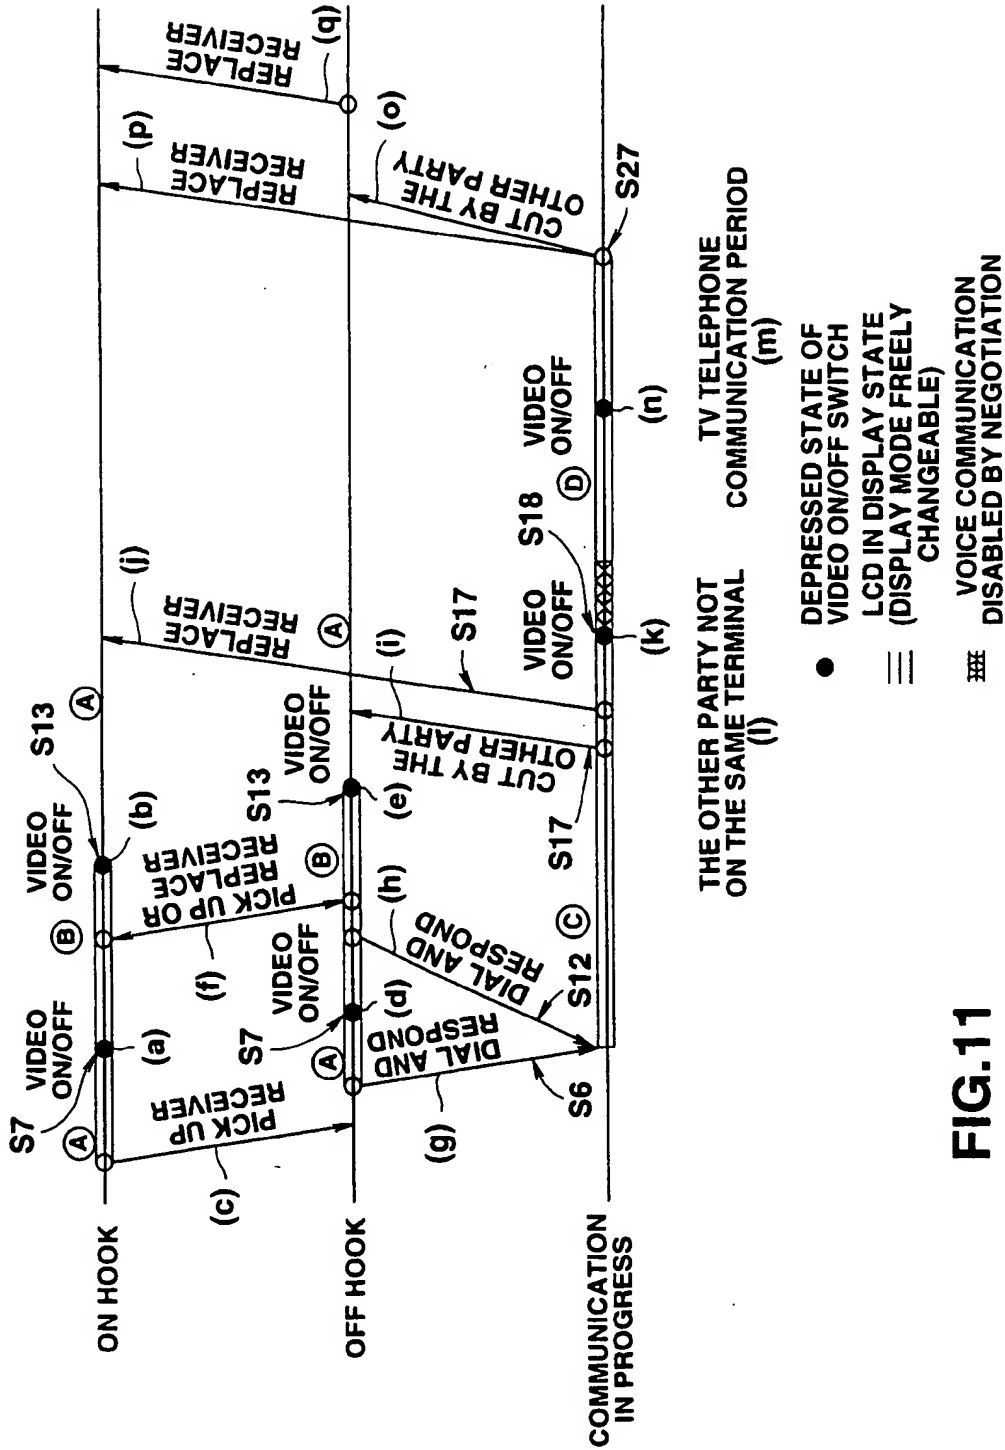 ON HOOK
S7
(A)
VIDEO
ON/OFF
(a)
(B)
VIDEO
ON/OFF
S13
(b)
(A)
(c)
PICK UP
RECEIVER
(f)
PICK UP OR
REPLACE
RECEIVER
REPLACE
RECEIVER
(j)
REPLACE
RECEIVER
(p)
REPLACE
RECEIVER
(q)
OFF HOOK
(A)
S7
VIDEO
ON/OFF
(d)
(B)
S13
VIDEO
ON/OFF
(e)
(A)
(g)
DIAL AND
RESPOND
S6
DIAL AND
RESPOND
(h)
S12
CUT BY THE
OTHER PARTY
(i)
S17
S17
CUT BY THE
OTHER PARTY
(o)
COMMUNICATION
IN PROGRESS
(C)
VIDEO
ON/OFF
S18
(k)
(D)
VIDEO
ON/OFF
(n)
S27
THE OTHER PARTY NOT
ON THE SAME TERMINAL
(l)
TV TELEPHONE
COMMUNICATION PERIOD
(m)
DEPRESSED STATE OF
VIDEO ON/OFF SWITCH
LCD IN DISPLAY STATE
(DISPLAY MODE FREELY
CHANGEABLE)
VOICE COMMUNICATION
DISABLED BY NEGOTIATION
FIG.11